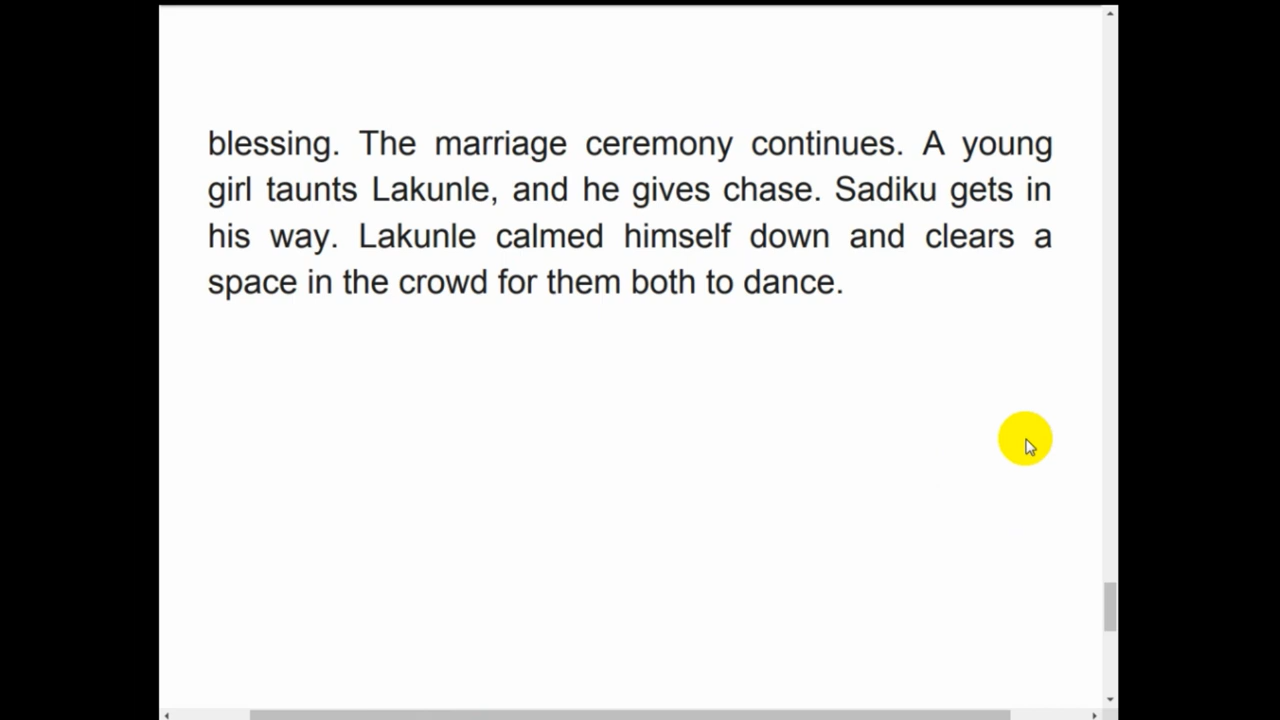 blessing. The marriage ceremony continues. A young
girl taunts Lakunle, and he gives chase. Sadiku gets in
his way. Lakunle calmed himself down and clears a
space in the crowd for them both to dance.